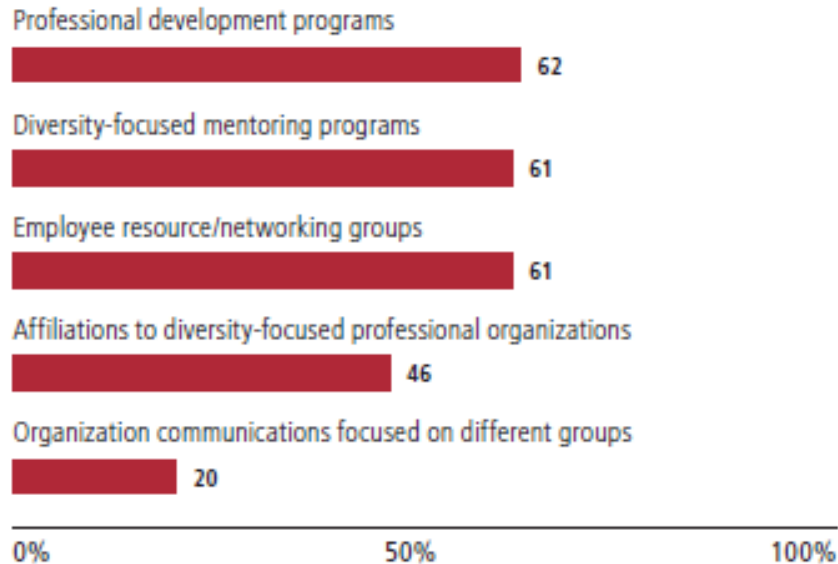 Professional development programs
62
Diversity-focused mentoring programs
61
Employee resource/networking groups
61
Affiliations to diversity-focused professional organizations
46
Organization communications focused on different groups
20
0% 50% 100%